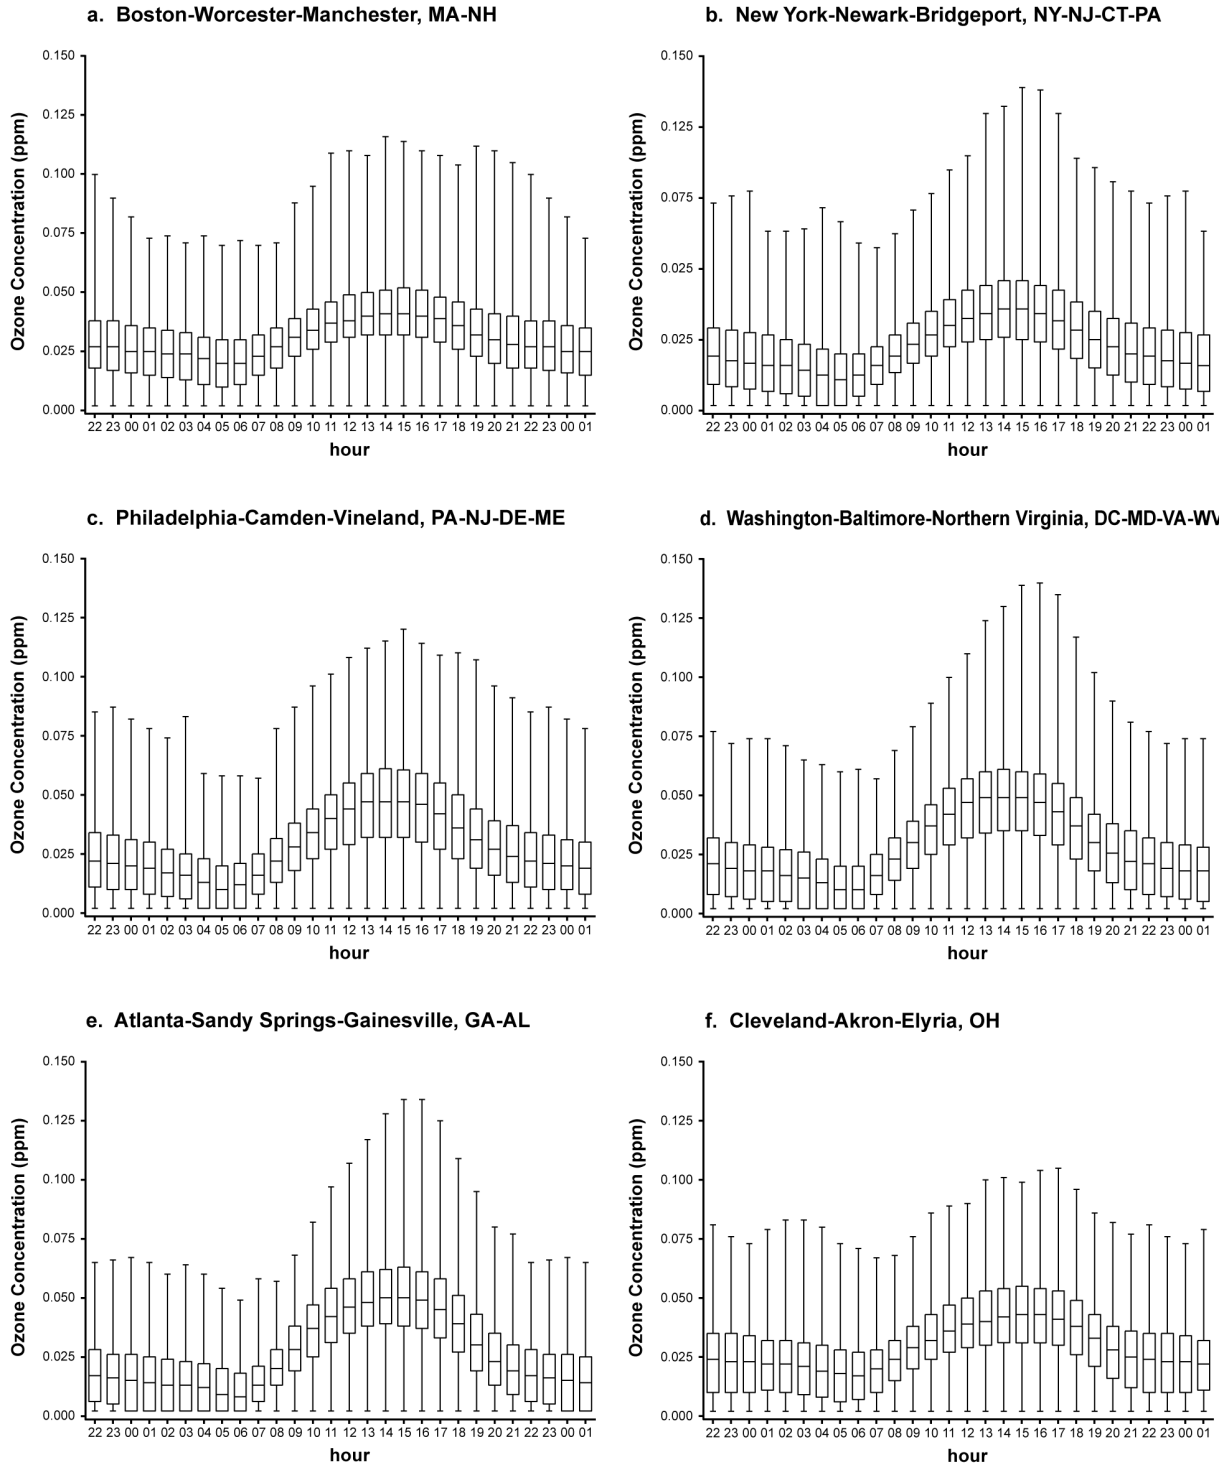 a. Boston-Worcester-Manchester, MA-NH
Ozone Concentration (ppm)
0.150
0.125
0.100
0.075
0.050
0.025
0.000
22 23 00 01 02 03 04 05 06 07 08 09 10 11 12 13 14 15 16 17 18 19 20 21 22 23 00 01
hour
b. New York-Newark-Bridgeport, NY-NJ-CT-PA
Ozone Concentration (ppm)
0.150
0.125
0.075
0.025
0.025
0.000
22 23 00 01 02 03 04 05 06 07 08 09 10 11 12 13 14 15 16 17 18 19 20 21 22 23 00 01
hour
c. Philadelphia-Camden-Vineland, PA-NJ-DE-ME
Ozone Concentration (ppm)
0.150
0.125
0.100
0.075
0.050
0.025
0.000
22 23 00 01 02 03 04 05 06 07 08 09 10 11 12 13 14 15 16 17 18 19 20 21 22 23 00 01
hour
d. Washington-Baltimore-Northern Virginia, DC-MD-VA-WV
Ozone Concentration (ppm)
0.150
0.125
0.100
0.075
0.050
0.025
0.000
22 23 00 01 02 03 04 05 06 07 08 09 10 11 12 13 14 15 16 17 18 19 20 21 22 23 00 01
hour
e. Atlanta-Sandy Springs-Gainesville, GA-AL
Ozone Concentration (ppm)
0.150
0.125
0.100
0.075
0.050
0.025
0.000
22 23 00 01 02 03 04 05 06 07 08 09 10 11 12 13 14 15 16 17 18 19 20 21 22 23 00 01
hour
f. Cleveland-Akron-Elyria, OH
Ozone Concentration (ppm)
0.150
0.125
0.100
0.075
0.050
0.025
0.000
22 23 00 01 02 03 04 05 06 07 08 09 10 11 12 13 14 15 16 17 18 19 20 21 22 23 00 01
hour